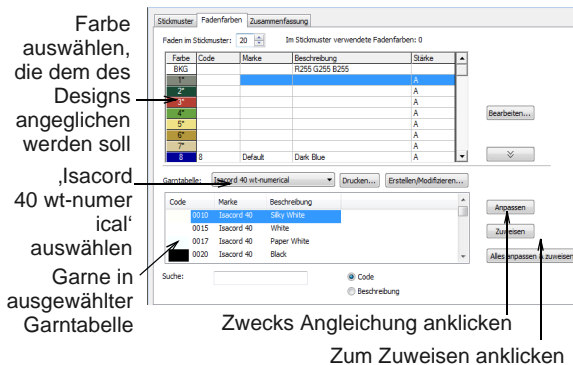 Farbe
auswählen,
die dem des
Designs
angeglichen
werden soll
‚Isacord
40 wt-numer
ical‘
auswählen
Garne in
ausgewählter
Garntabelle
Stickmuster Fadenfarben Zusammenfassung
Faden im Stickmuster: 20 Im Stickmuster verwendete Fadenfarben: 0
Farbe Code Marke Beschreibung Stärke
BKG R255 G255 B255
1* A
2* A
3* A
4* A
5* A
6* A
7* A
8 8 Default Dark Blue A
Bearbeiten...
Garntabelle: Isacord 40 wt-numerical Drucken... Erstellen/Modifizieren...
Code Marke Beschreibung
0010 Isacord 40 Silky White
0015 Isacord 40 White
0017 Isacord 40 Paper White
0020 Isacord 40 Black
Anpassen
Zuweisen
Alles anpassen & zuweisen
Suche: Code
Beschreibung
Zwecks Angleichung anklicken
Zum Zuweisen anklicken